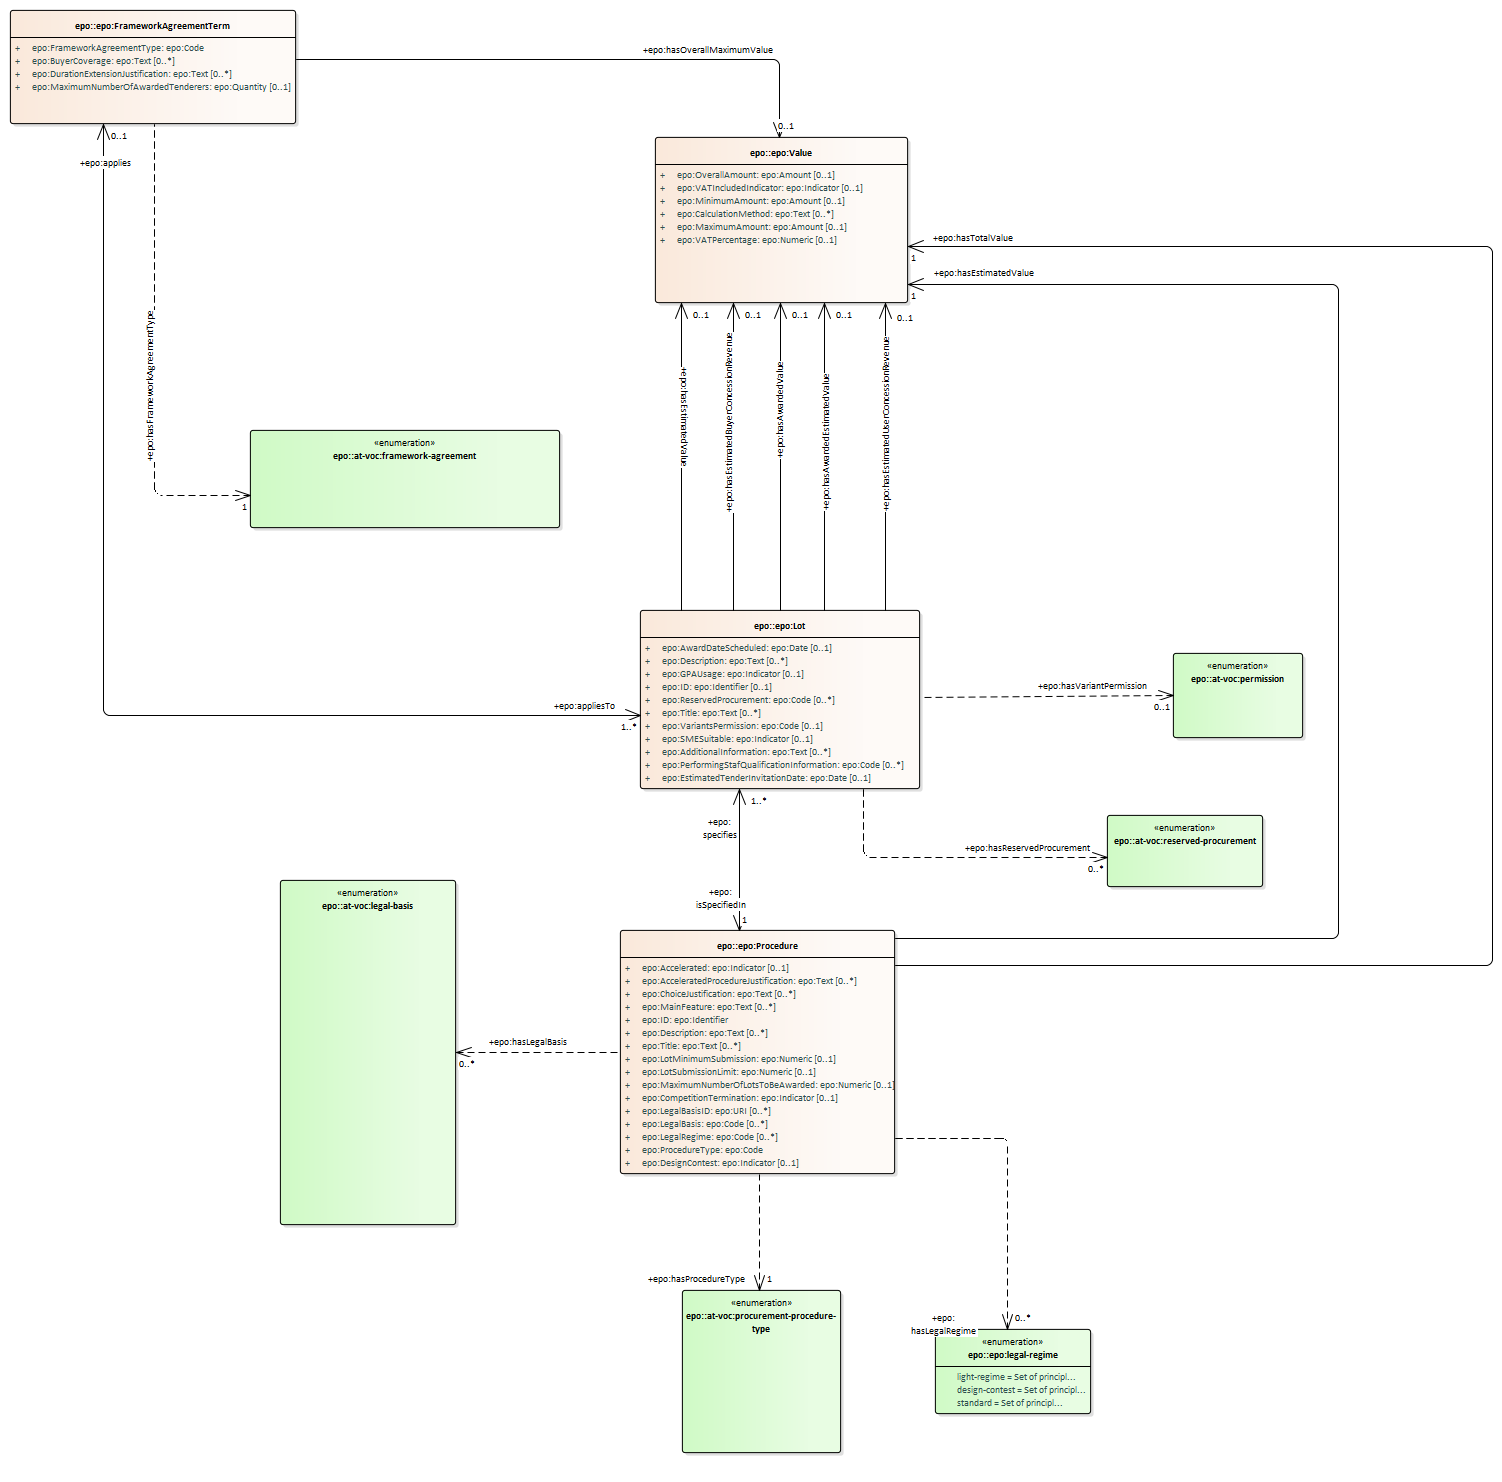 epo::epo:FrameworkAgreementTerm
+ epo:FrameworkAgreementType: epo:Code
+ epo:BuyerCoverage: epo:Text [0..*]
+ epo:DurationExtensionJustification: epo:Text [0..*]
+ epo:MaximumNumberOfAwardedTenderers: epo:Quantity [0..1]
+epo:hasOverallMaximumValue
0..1
0..1
+epo:applies
epo::epo:Value
+ epo:OverallAmount: epo:Amount [0..1]
+ epo:VATIncludedIndicator: epo:Indicator [0..1]
+ epo:MinimumAmount: epo:Amount [0..1]
+ epo:CalculationMethod: epo:Text [0..*]
+ epo:MaximumAmount: epo:Amount [0..1]
+ epo:VATPercentage: epo:Numeric [0..1]
+epo:hasTotalValue
1
+epo:hasEstimatedValue
1
0..1
0..1
0..1
0..1
0..1
+epo:hasFrameworkAgreementType
+epo:hasEstimatedValue
+epo:hasEstimatedBuyerConcessionRevenue
+epo:hasAwardedValue
+epo:hasAwardedEstimatedValue
+epo:hasEstimatedUserConcessionRevenue
«enumeration»
epo::at-voc:framework-agreement
1
epo::epo:Lot
+ epo:AwardDateScheduled: epo:Date [0..1]
+ epo:Description: epo:Text [0..*]
+ epo:GPAUsage: epo:Indicator [0..1]
+ epo:ID: epo:Identifier [0..1]
+ epo:ReservedProcurement: epo:Code [0..*]
+ epo:Title: epo:Text [0..*]
+ epo:VariantsPermission: epo:Code [0..1]
+ epo:SMESuitable: epo:Indicator [0..1]
+ epo:AdditionalInformation: epo:Text [0..*]
+ epo:PerformingStafQualificationInformation: epo:Code [0..*]
+ epo:EstimatedTenderInvitationDate: epo:Date [0..1]
+epo:appliesTo
1..*
+epo:hasVariantPermission
0..1
«enumeration»
epo::at-voc:permission
1..*
+epo:
specifies
+epo:hasReservedProcurement
0..*
«enumeration»
epo::at-voc:reserved-procurement
+epo:
isSpecifiedIn
1
«enumeration»
epo::at-voc:legal-basis
epo::epo:Procedure
+ epo:Accelerated: epo:Indicator [0..1]
+ epo:AcceleratedProcedureJustification: epo:Text [0..*]
+ epo:ChoiceJustification: epo:Text [0..*]
+ epo:MainFeature: epo:Text [0..*]
+ epo:ID: epo:Identifier
+ epo:Description: epo:Text [0..*]
+ epo:Title: epo:Text [0..*]
+ epo:LotMinimumSubmission: epo:Numeric [0..1]
+ epo:LotSubmissionLimit: epo:Numeric [0..1]
+ epo:MaximumNumberOfLotsToBeAwarded: epo:Numeric [0..1]
+ epo:CompetitionTermination: epo:Indicator [0..1]
+ epo:LegalBasisID: epo:URI [0..*]
+ epo:LegalBasis: epo:Code [0..*]
+ epo:LegalRegime: epo:Code [0..*]
+ epo:ProcedureType: epo:Code
+ epo:DesignContest: epo:Indicator [0..1]
+epo:hasLegalBasis
0..*
+epo:hasProcedureType
1
«enumeration»
epo::at-voc:procurement-procedure-
type
+epo:
hasLegalRegime
0..*
«enumeration»
epo::epo:legal-regime
light-regime = Set of principl...
design-contest = Set of principl...
standard = Set of principl...